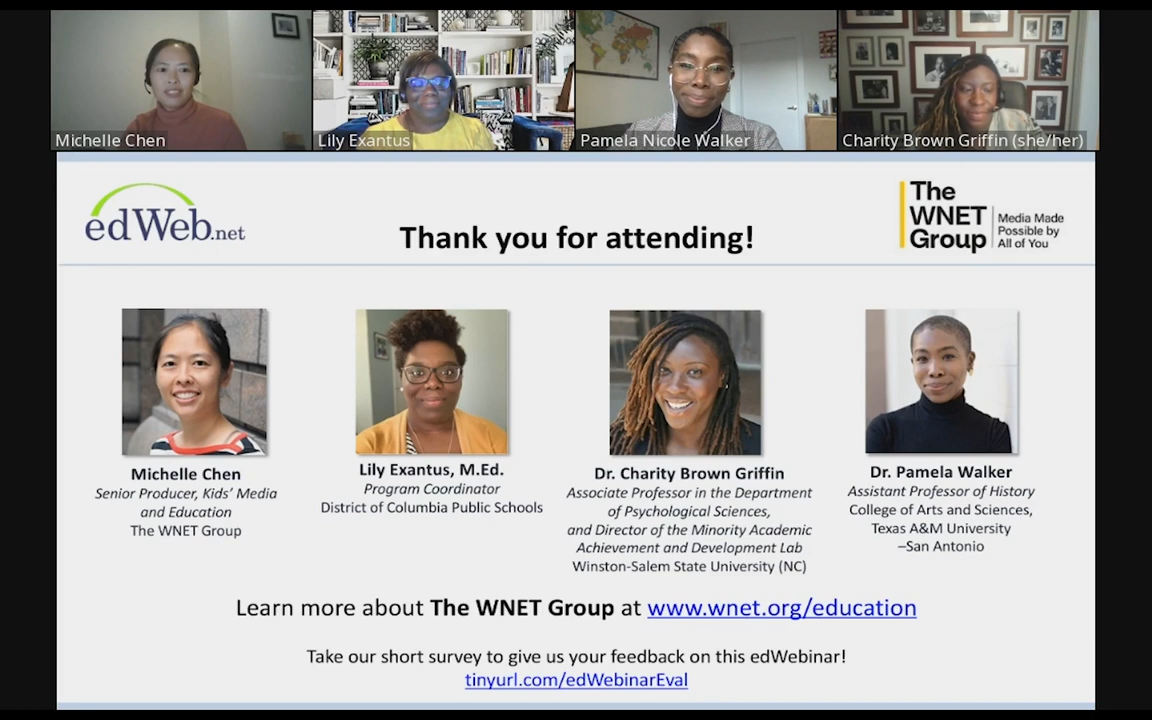 Michelle Chen
Lily Exantus
Pamela Nicole Walker
Charity Brown Griffin (she/her)
edWeb.net
Thank you for attending!
The
WNET
Group
Media Made
Possible by
All of You
Michelle Chen
Senior Producer, Kids’ Media
and Education
The WNET Group
Lily Exantus, M.Ed.
Program Coordinator
District of Columbia Public Schools
Dr. Charity Brown Griffin
Associate Professor in the Department
of Psychological Sciences,
and Director of the Minority Academic
Achievement and Development Lab
Winston-Salem State University (NC)
Dr. Pamela Walker
Assistant Professor of History
College of Arts and Sciences,
Texas A&M University
–San Antonio
Learn more about The WNET Group at www.wnet.org/education
Take our short survey to give us your feedback on this edWebinar!
tinyurl.com/edWebinarEval